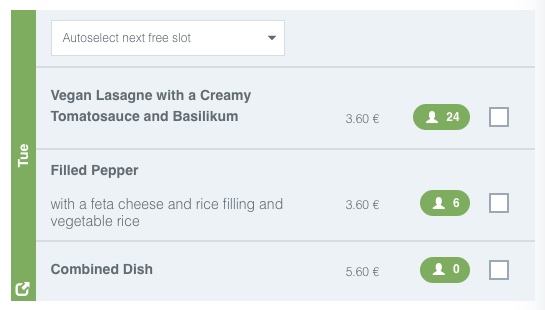 Autoselect next free slot
Vegan Lasagne with a Creamy
Tomatosauce and Basilikum
3.60 €
24
Tue
Filled Pepper
with a feta cheese and rice filling and
vegetable rice
3.60 €
6
Combined Dish
5.60 €
0